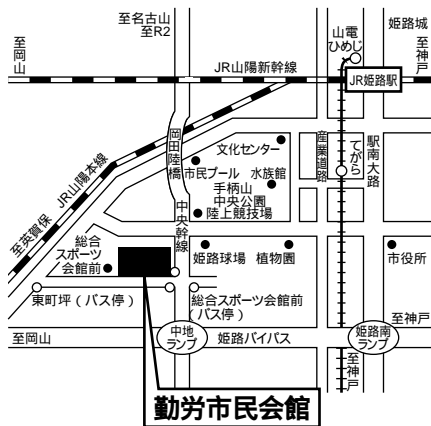 至名古山
至R2
至岡山
山電
ひめじ
姫路城
至神戸
JR山陽新幹線
JR姫路駅
岡田陸橋
文化センター
市民プール
水族館
手柄山
中央公園
陸上競技場
産業道路
てがら
駅南大路
JR山陽本線
至英賀保
中央幹線
総合
スポーツ
会館前
姫路球場
植物園
市役所
東町坪(バス停)
総合スポーツ会館前
(バス停)
至岡山
中地
ランプ
姫路バイパス
姫路南
ランプ
至神戸
至神戸
勤労市民会館